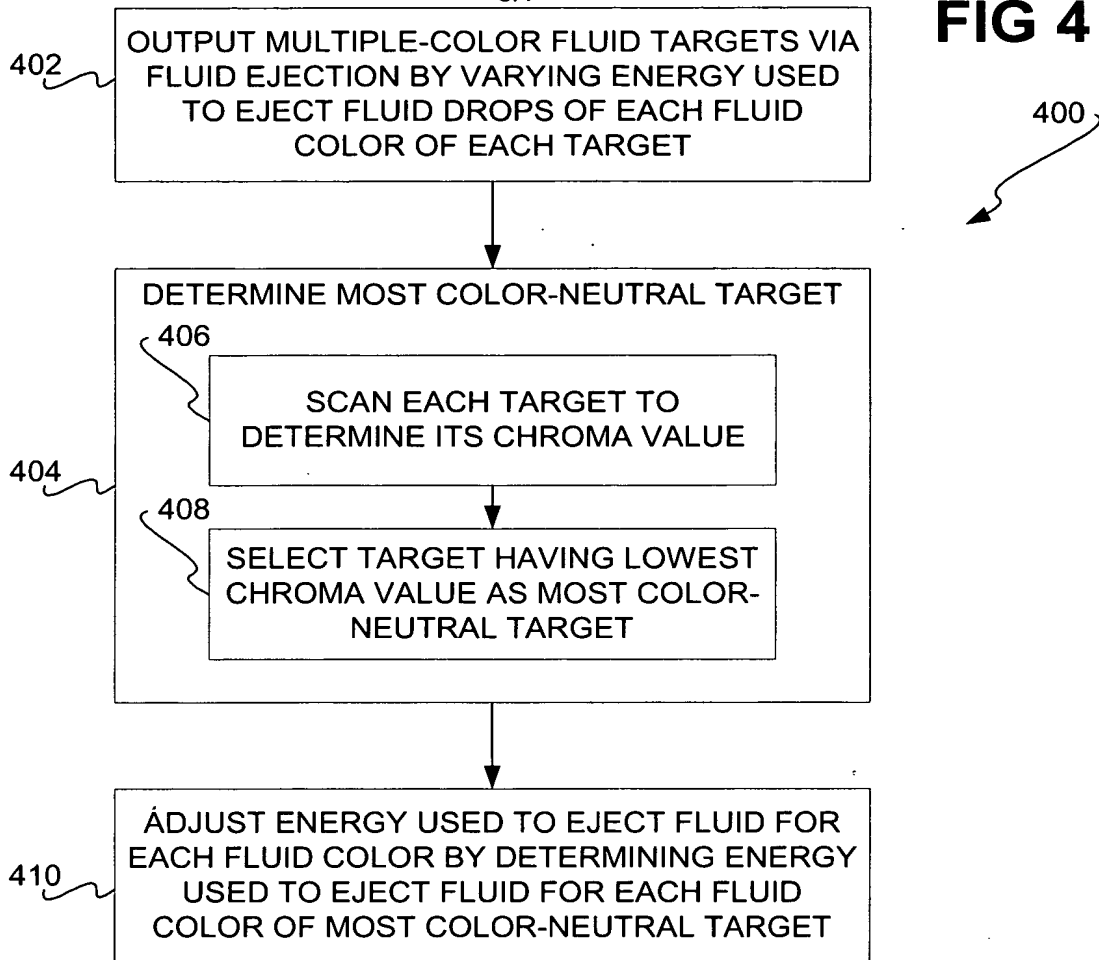 FIG 4
400
402
OUTPUT MULTIPLE-COLOR FLUID TARGETS VIA
FLUID EJECTION BY VARYING ENERGY USED
TO EJECT FLUID DROPS OF EACH FLUID
COLOR OF EACH TARGET
404
DETERMINE MOST COLOR-NEUTRAL TARGET
406
SCAN EACH TARGET TO
DETERMINE ITS CHROMA VALUE
408
SELECT TARGET HAVING LOWEST
CHROMA VALUE AS MOST COLOR-
NEUTRAL TARGET
410
ADJUST ENERGY USED TO EJECT FLUID FOR
EACH FLUID COLOR BY DETERMINING ENERGY
USED TO EJECT FLUID FOR EACH FLUID
COLOR OF MOST COLOR-NEUTRAL TARGET